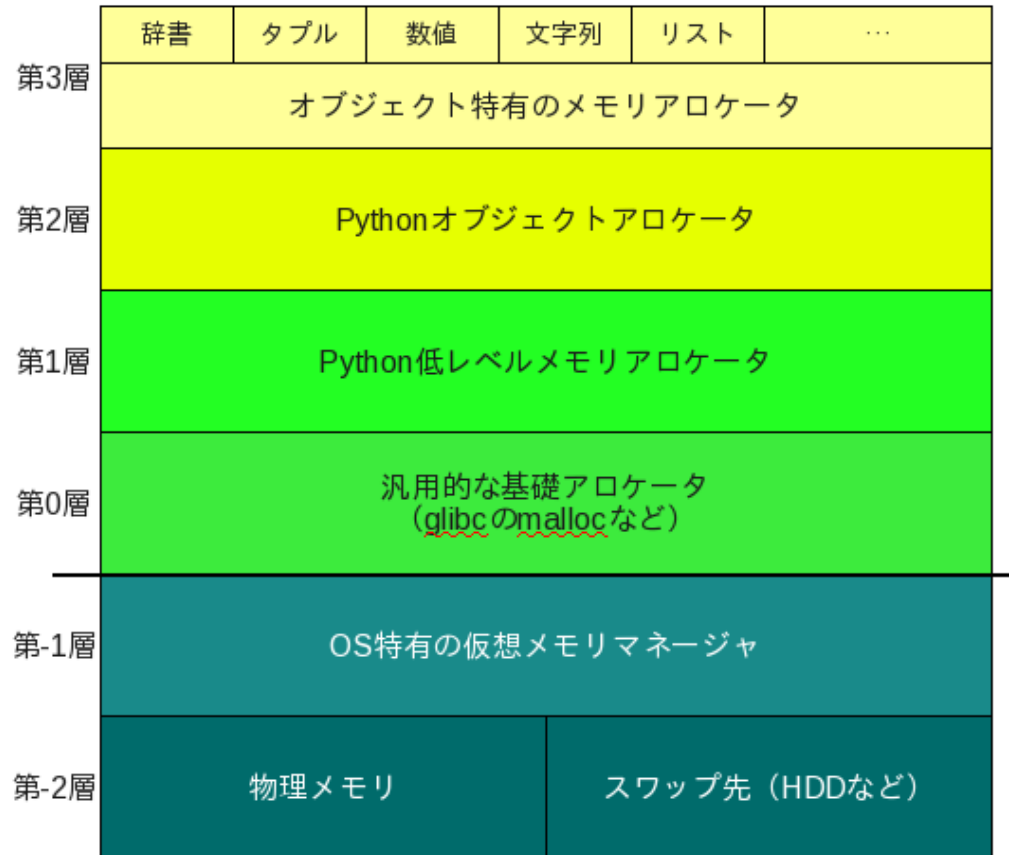 辞書 タプル 数値 文字列 リスト …
第3層
オブジェクト特有のメモリアロケータ
第2層 Pythonオブジェクトアロケータ
第1層 Python低レベルメモリアロケータ
第0層 汎用的な基礎アロケータ
（glibcのmallocなど）
第-1層 OS特有の仮想メモリマネージャ
第-2層 物理メモリ スワップ先（HDDなど）